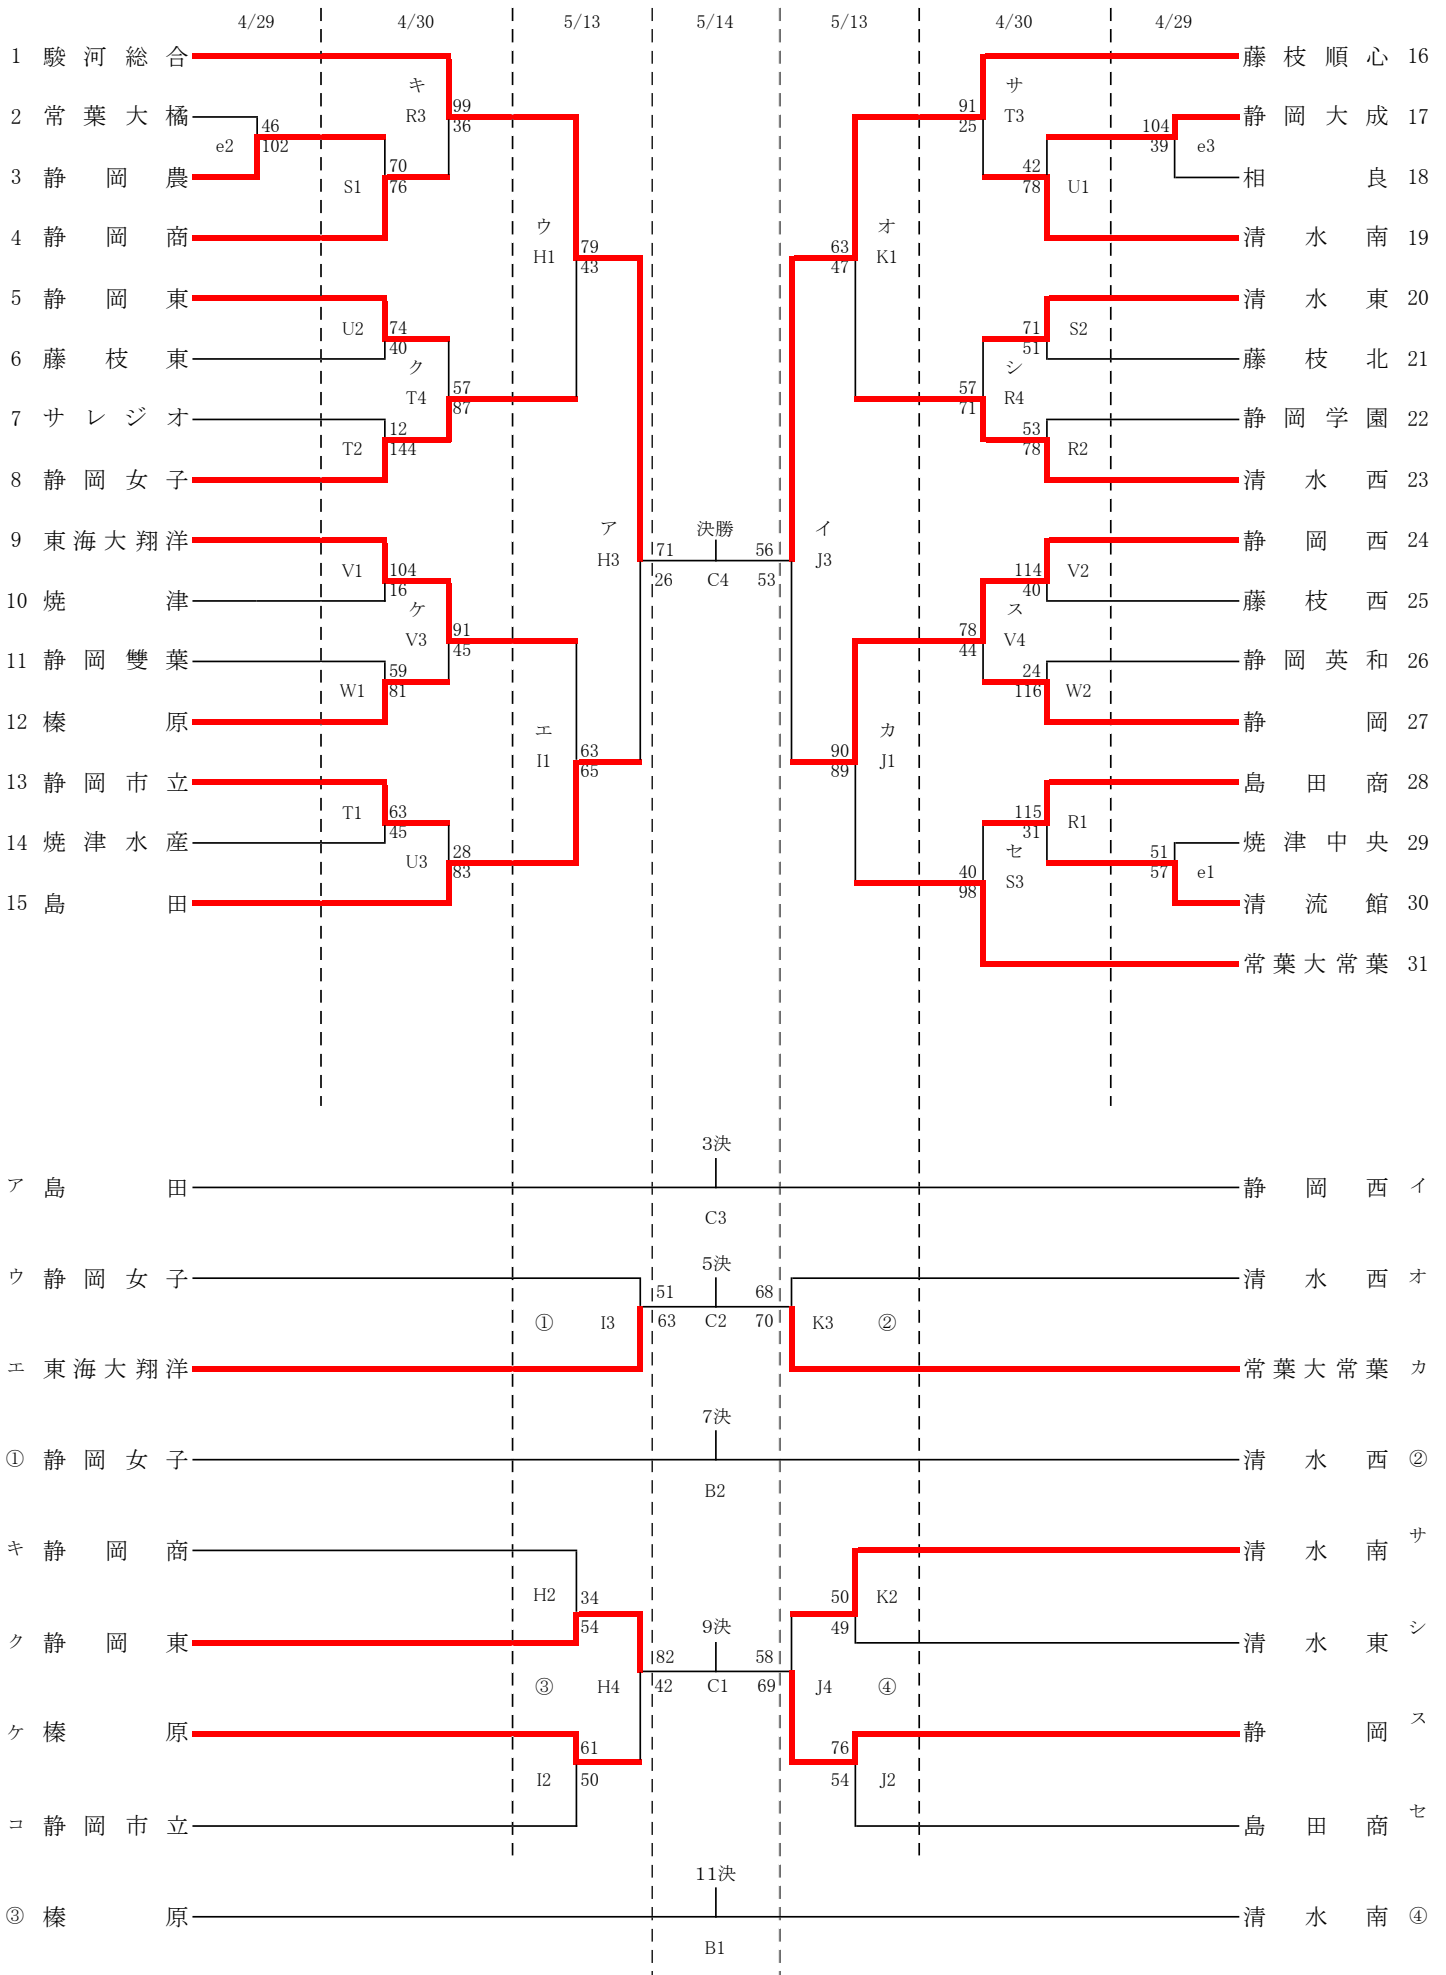 4/29 4/30 5/13 5/14 5/13 4/30 4/29
1 駿河総合 藤枝順心 16
キ サ
2 常葉大橘 R3 99 91 T3 静岡大成 17
36 25
46 104
e2 102 39 e3
3 静岡農 70 42 相良 18
S1 76 78 U1
4 静岡商 ウ オ 清水南 19
H1 79 63 K1
43 47
5 静岡東 清水東 20
U2 74 71 S2
40 51
6 藤枝東 ク シ 藤枝北 21
T4 57 57 R4
87 71
7 サレジオ 静岡学園 22
12 53
T2 144 78 R2
8 静岡女子 清水西 23
ア 決勝 イ
9 東海大翔洋 静岡西 24
H3 71 56 J3
V1 104 26 C4 53 114 V2
16 40
10 焼津 ケ ス 藤枝西 25
V3 91 78 V4
45 44
11 静岡雙葉 静岡英和 26
59 24
W1 81 116 W2
12 榛原 エ カ 静岡 27
I1 63 90 J1
65 89
13 静岡市立 島田商 28
T1 63 115 R1
45 31
14 焼津水産 セ 焼津中央 29
U3 28 51
83 40 S3 57 e1
98
15 島田 清流館 30
常葉大常葉 31
3決
ア 島田 静岡西 イ
C3
5決
ウ 静岡女子 清水西 オ
51 68
① I3 63 C2 70 K3 ②
エ 東海大翔洋 常葉大常葉 カ
7決
① 静岡女子 清水西 ②
B2
キ 静岡商 清水南 サ
H2 34 50 K2
54 49
9決
ク 静岡東 清水東 シ
82 58
③ H4 42 C1 69 J4 ④
ケ 榛原 静岡 ス
61 76
I2 50 54 J2
コ 静岡市立 島田商 セ
11決
③ 榛原 清水南 ④
B1